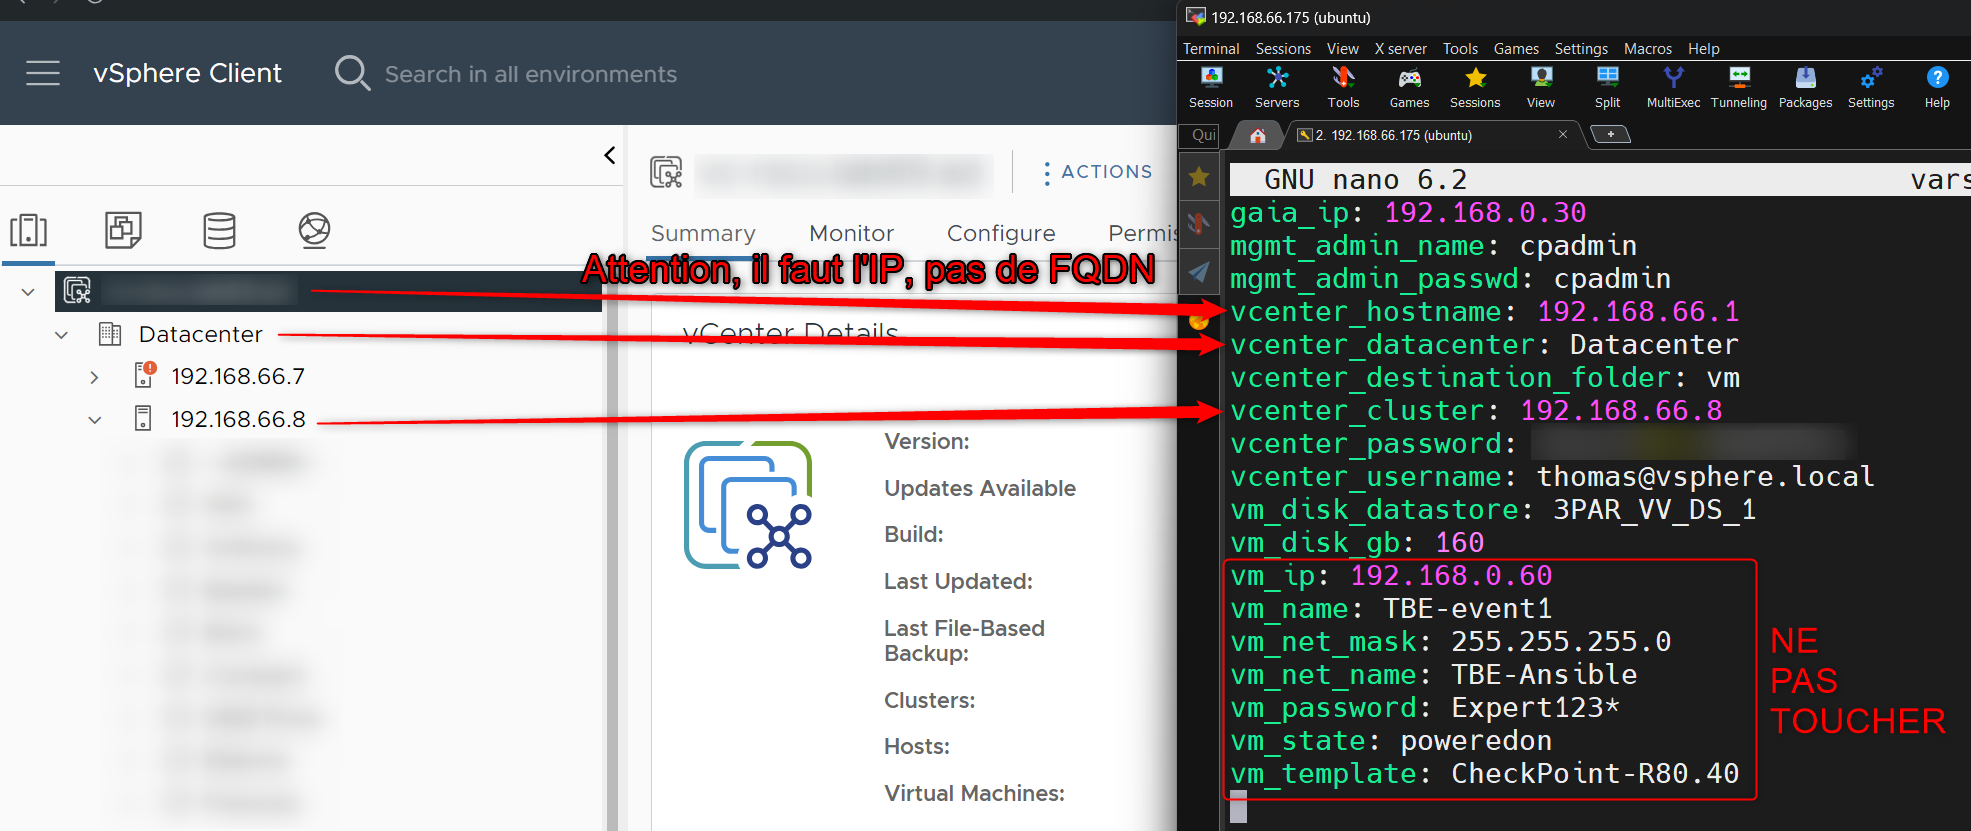 vSphere Client
Search in all environments
ACTIONS
Summary
Monitor
Configure
Permis
Attention, il faut l'IP, pas de FQDN
Datacenter
192.168.66.7
192.168.66.8
vCenter Details
Version:
Updates Available
Build:
Last Updated:
Last File-Based
Backup:
Clusters:
Hosts:
Virtual Machines:
192.168.66.175 (ubuntu)
Terminal Sessions View X server Tools Games Settings Macros Help
Session Servers Tools Games Sessions View Split MultiExec Tunneling Packages Settings Help
Qui
2. 192.168.66.175 (ubuntu)
GNU nano 6.2 vars
gaia_ip: 192.168.0.30
mgmt_admin_name: cpadmin
mgmt_admin_passwd: cpadmin
vcenter_hostname: 192.168.66.1
vcenter_datacenter: Datacenter
vcenter_destination_folder: vm
vcenter_cluster: 192.168.66.8
vcenter_password:
vcenter_username: thomas@vsphere.local
vm_disk_datastore: 3PAR_VV_DS_1
vm_disk_gb: 160
vm_ip: 192.168.0.60
vm_name: TBE-event1
vm_net_mask: 255.255.255.0
vm_net_name: TBE-Ansible
vm_password: Expert123*
vm_state: poweredon
vm_template: CheckPoint-R80.40
NE
PAS
TOUCHER